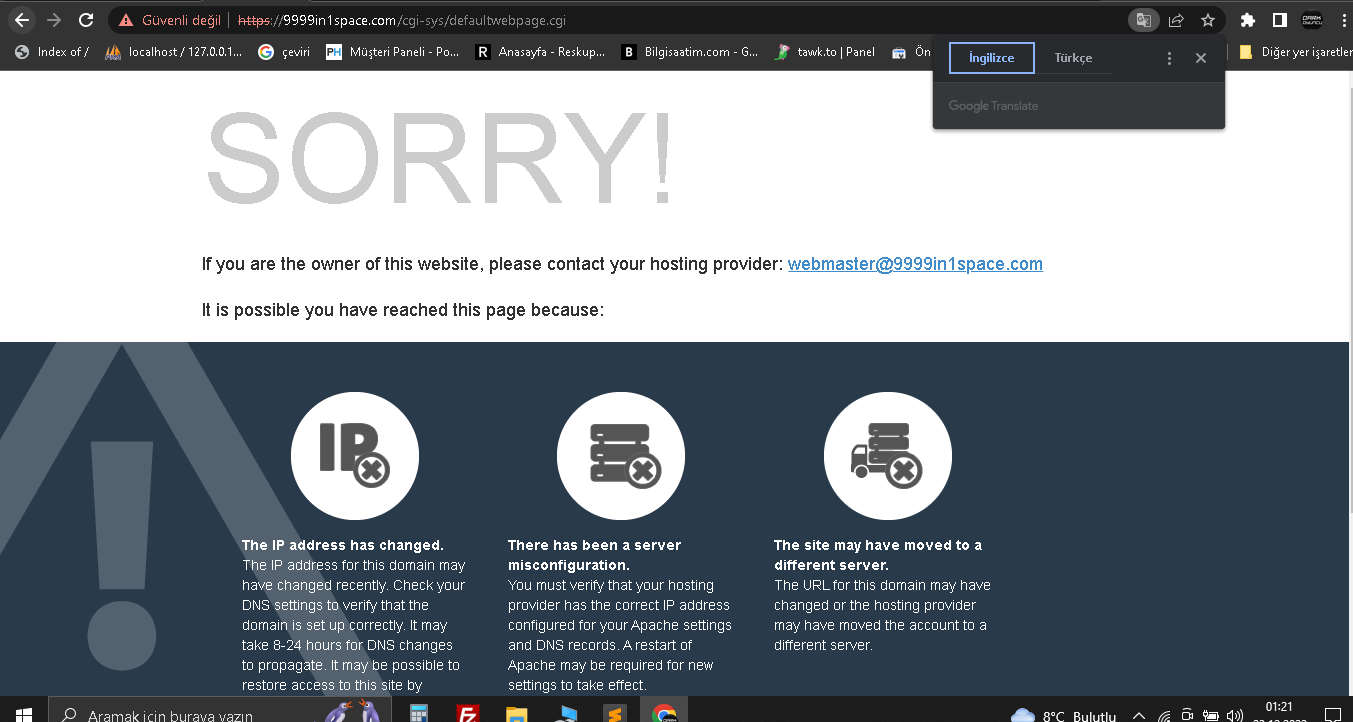 Güvenli değil https://9999in1space.com/cgi-sys/defaultwebpage.cgi
Index of / localhost / 127.0.0.1... çeviri Müşteri Paneli - Po... Anasayfa - Reskup... Bilgisaatim.com - G... tawk.to | Panel Ön Diğer yer işaretler
İngilizce Türkçe
Google Translate
SORRY!
If you are the owner of this website, please contact your hosting provider: webmaster@9999in1space.com
It is possible you have reached this page because:
The IP address has changed.
The IP address for this domain may
have changed recently. Check your
DNS settings to verify that the
domain is set up correctly. It may
take 8-24 hours for DNS changes
to propagate. It may be possible to
restore access to this site by
There has been a server
misconfiguration.
You must verify that your hosting
provider has the correct IP address
configured for your Apache settings
and DNS records. A restart of
Apache may be required for new
settings to take effect.
The site may have moved to a
different server.
The URL for this domain may have
changed or the hosting provider
may have moved the account to a
different server.
Aramak için buraya yazın
8°C Bulutlu
01:21